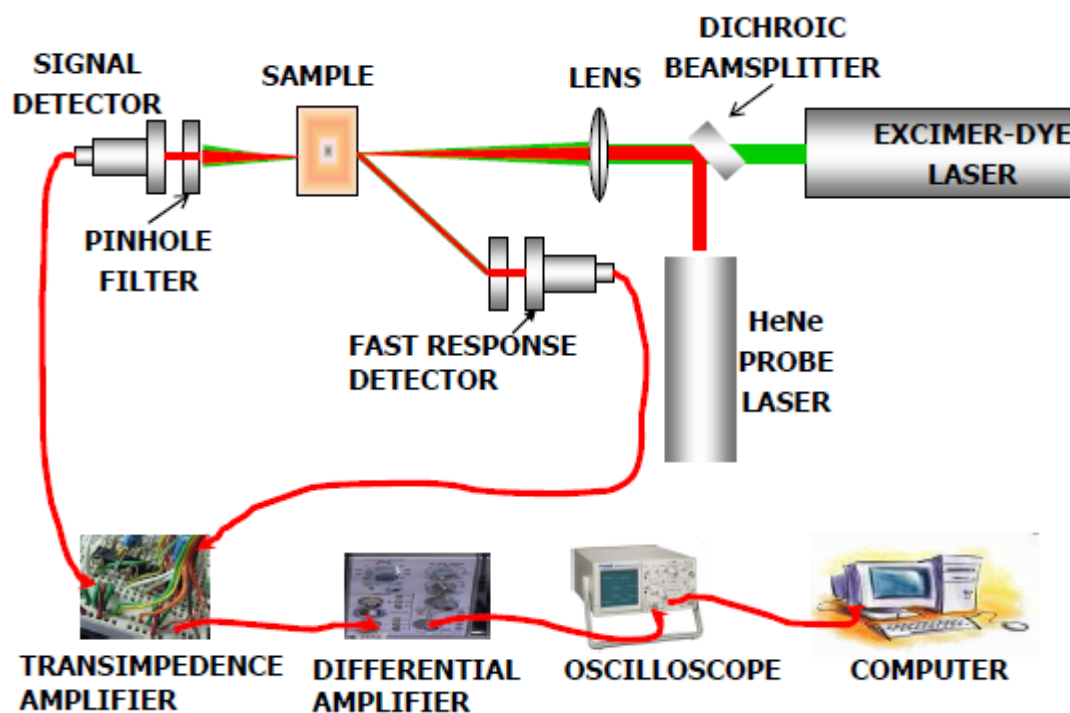 DICHROIC
BEAMSPLITTER
SIGNAL
DETECTOR
SAMPLE
LENS
EXCIMER-DYE
LASER
PINHOLE
FILTER
FAST RESPONSE
DETECTOR
HeNe
PROBE
LASER
TRANSIMPEDENCE
AMPLIFIER
DIFFERENTIAL
AMPLIFIER
OSCILLOSCOPE
COMPUTER